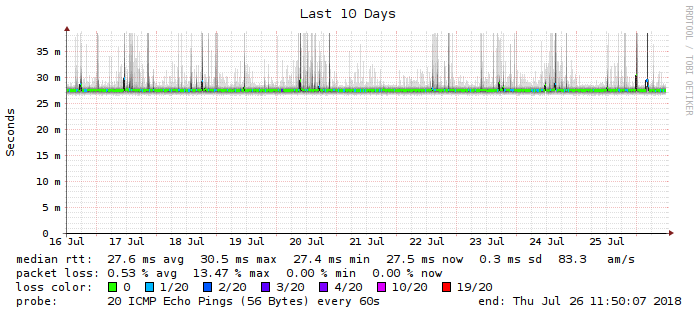 Last 10 Days
RRDTOOL / TOBI OETIKER
Seconds
35 m
30 m
25 m
20 m
15 m
10 m
5 m
0
16 Jul 17 Jul 18 Jul 19 Jul 20 Jul 21 Jul 22 Jul 23 Jul 24 Jul 25 Jul
median rtt: 27.6 ms avg 30.5 ms max 27.4 ms min 27.5 ms now 0.3 ms sd 83.3 am/s
packet loss: 0.53 % avg 13.47 % max 0.00 % min 0.00 % now
loss color: 0 1/20 2/20 3/20 4/20 10/20 19/20
probe: 20 ICMP Echo Pings (56 Bytes) every 60s end: Thu Jul 26 11:50:07 2018